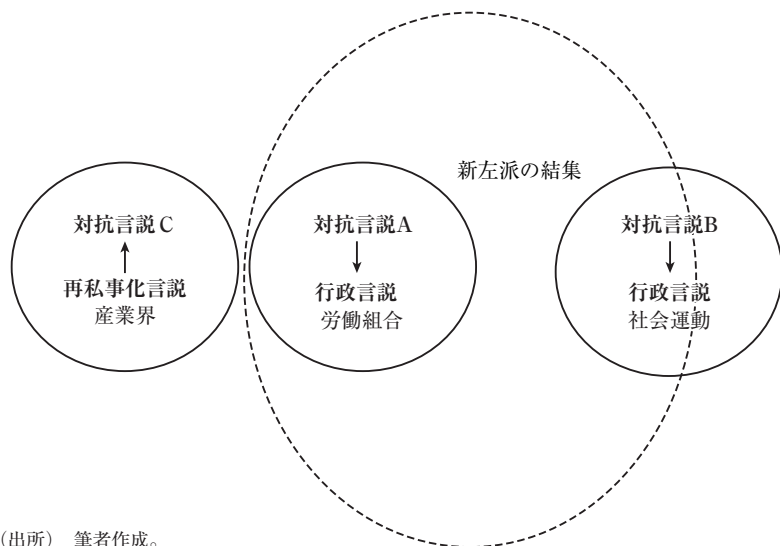 新左派の結集
対抗言説C
再私事化言説
産業界
対抗言説A
行政言説
労働組合
対抗言説B
行政言説
社会運動
（出所） 筆者作成。